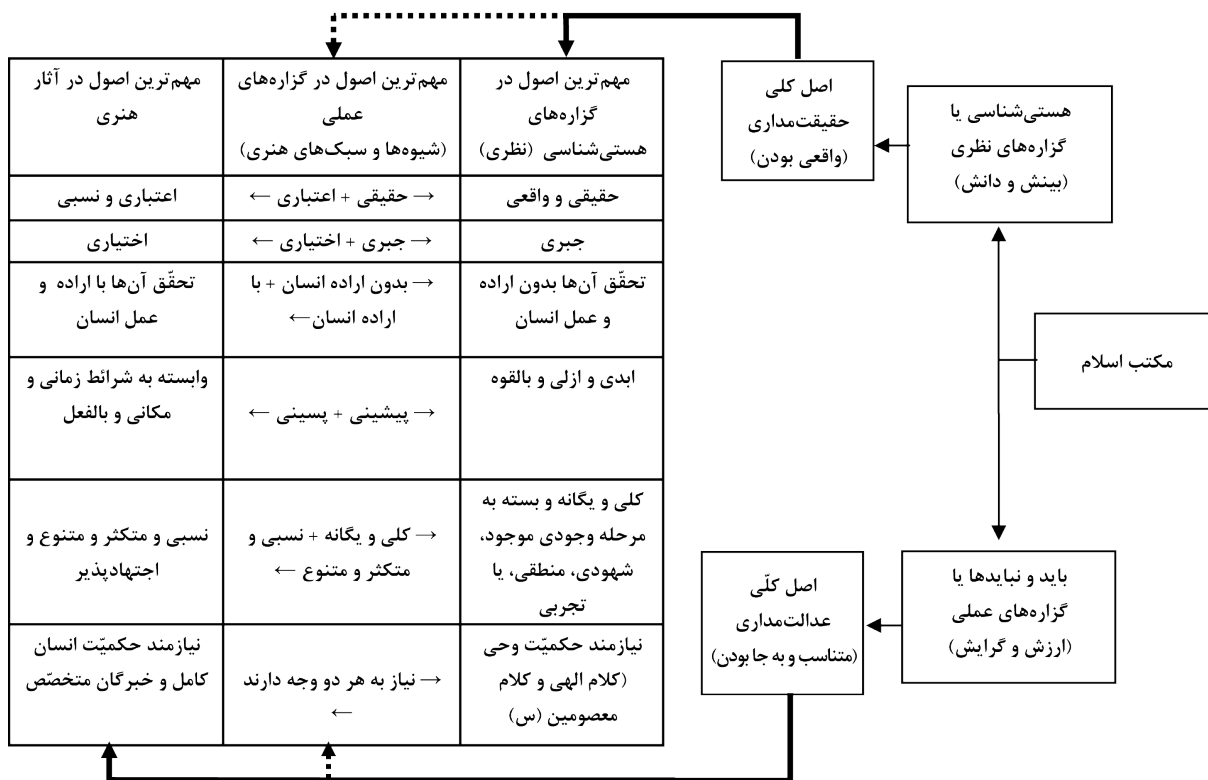 مکتب اسلام
هستی‌شناسی یا
گزاره‌های نظری
(بینش و دانش)
اصل کلی
حقیقت‌مداری
(واقعی بودن)
باید و نبایدها یا
گزاره‌های عملی
(ارزش و گرایش)
اصل کلّی
عدالت‌مداری
(متناسب و به جا بودن)
مهم‌ترین اصول در
گزاره‌های
هستی‌شناسی (نظری)
مهم‌ترین اصول در گزاره‌های
عملی
(شیوه‌ها و سبک‌های هنری)
مهم‌ترین اصول در آثار
هنری
حقیقی و واقعی
→ حقیقی + اعتباری ←
اعتباری و نسبی
جبری
→ جبری + اختیاری ←
اختیاری
تحقّق آن‌ها بدون اراده
و عمل انسان
→ بدون اراده انسان + با
اراده انسان ←
تحقّق آن‌ها با اراده و
عمل انسان
ابدی و ازلی و بالقوه
→ پیشینی + پسینی ←
وابسته به شرائط زمانی و
مکانی و بالفعل
کلی و یگانه و بسته به
مرحله وجودی موجود،
شهودی، منطقی، یا
تجربی
→ کلی و یگانه + نسبی و
متکثر و متنوع ←
نسبی و متکثر و متنوع و
اجتهادپذیر
نیازمند حکمیّت وحی
(کلام الهی و کلام
معصومین (س)
→ نیاز به هر دو وجه دارند
←
نیازمند حکمیّت انسان
کامل و خبرگان متخصّص